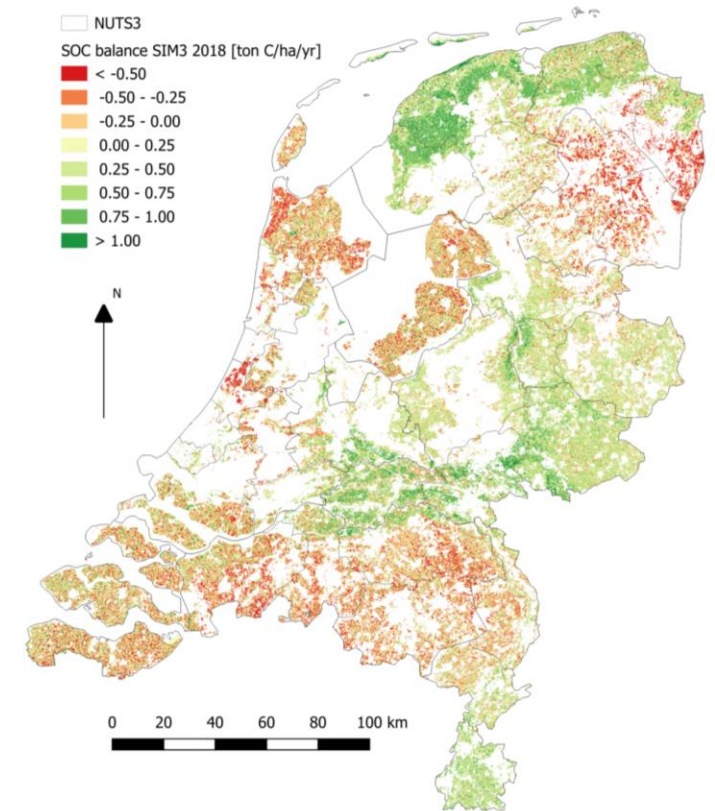 NUTS3
SOC balance SIM3 2018 [ton C/ha/yr]
< -0.50
-0.50 - -0.25
-0.25 - 0.00
0.00 - 0.25
0.25 - 0.50
0.50 - 0.75
0.75 - 1.00
> 1.00
N
0 20 40 60 80 100 km